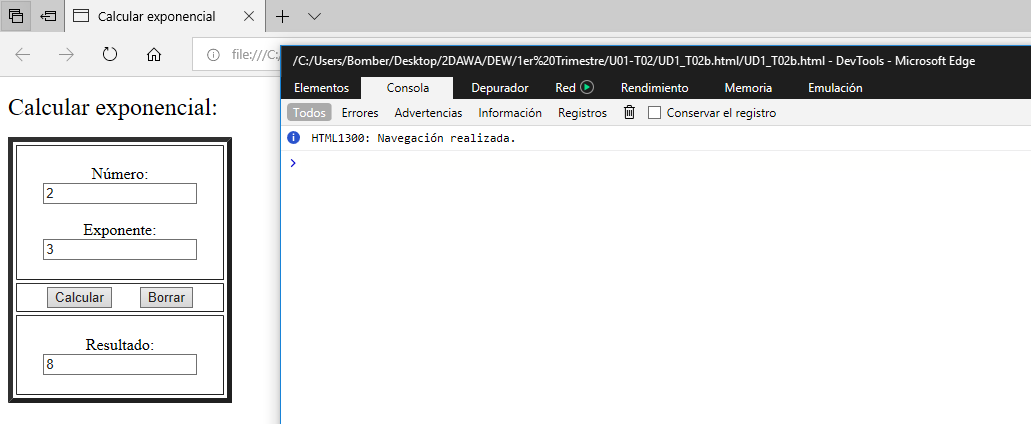 Calcular exponencial
file:///C:
/C:/Users/Bomber/Desktop/2DAWA/DEW/1er%20Trimestre/U01-T02/UD1_T02b.html/UD1_T02b.html - DevTools - Microsoft Edge
Elementos Consola Depurador Red Rendimiento Memoria Emulación
Todos Errores Advertencias Información Registros Conservar el registro
HTML1300: Navegación realizada.
Calcular exponencial:
Número:
2
Exponente:
3
Calcular Borrar
Resultado:
8